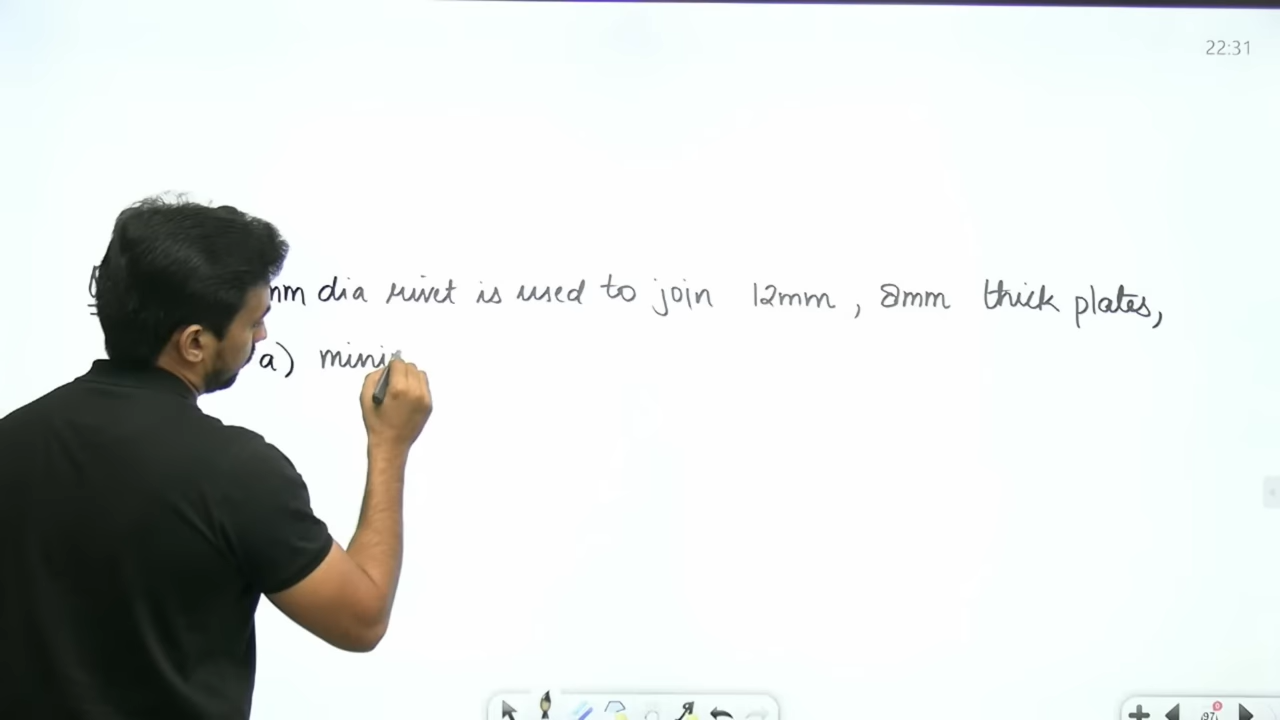 22:31
mm dia rivet is used to join 12mm, 8mm thick plates,
a) mini